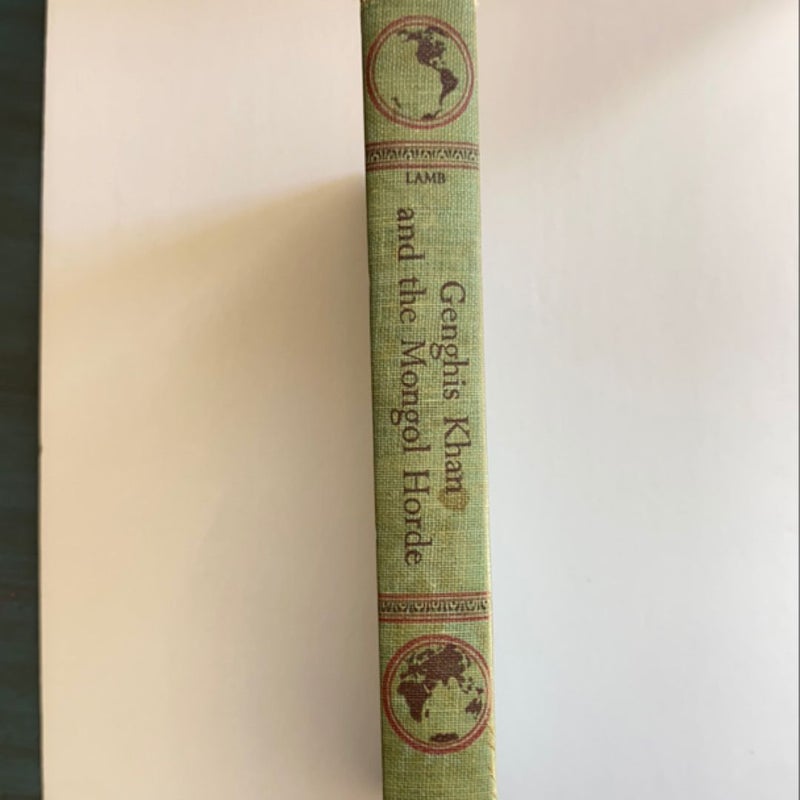 LAMB
Genghis Khan
and the Mongol Horde